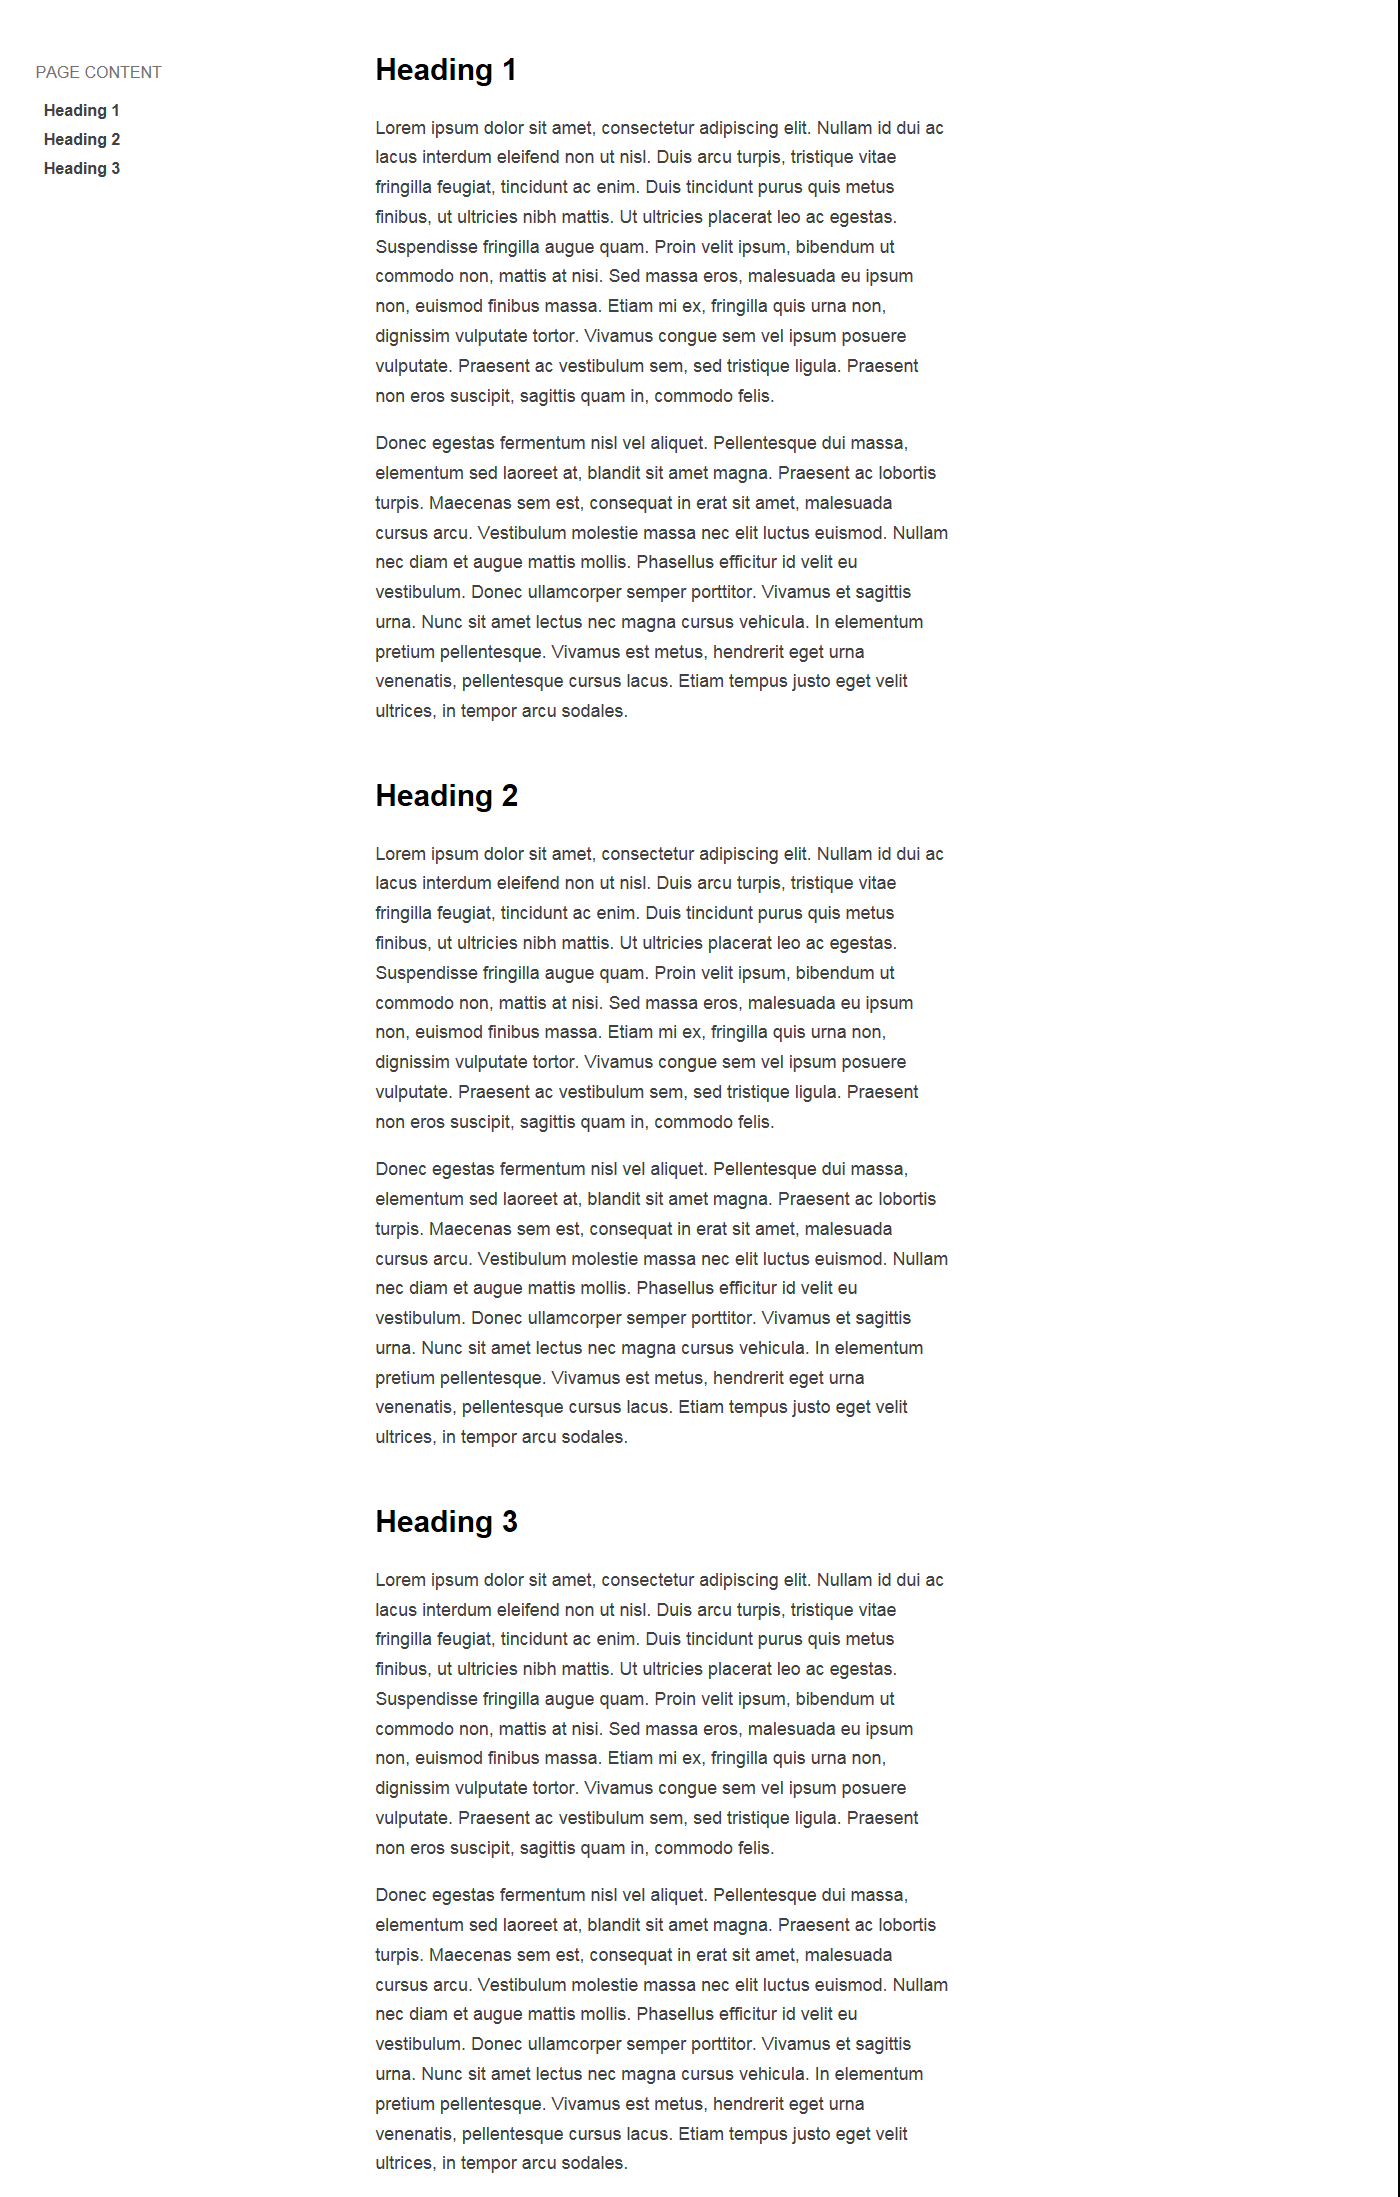 PAGE CONTENT
Heading 1
Heading 2
Heading 3
Heading 1
Lorem ipsum dolor sit amet, consectetur adipiscing elit. Nullam id dui ac
lacus interdum eleifend non ut nisl. Duis arcu turpis, tristique vitae
fringilla feugiat, tincidunt ac enim. Duis tincidunt purus quis metus
finibus, ut ultricies nibh mattis. Ut ultricies placerat leo ac egestas.
Suspendisse fringilla augue quam. Proin velit ipsum, bibendum ut
commodo non, mattis at nisi. Sed massa eros, malesuada eu ipsum
non, euismod finibus massa. Etiam mi ex, fringilla quis urna non,
dignissim vulputate tortor. Vivamus congue sem vel ipsum posuere
vulputate. Praesent ac vestibulum sem, sed tristique ligula. Praesent
non eros suscipit, sagittis quam in, commodo felis.
Donec egestas fermentum nisl vel aliquet. Pellentesque dui massa,
elementum sed laoreet at, blandit sit amet magna. Praesent ac lobortis
turpis. Maecenas sem est, consequat in erat sit amet, malesuada
cursus arcu. Vestibulum molestie massa nec elit luctus euismod. Nullam
nec diam et augue mattis mollis. Phasellus efficitur id velit eu
vestibulum. Donec ullamcorper semper porttitor. Vivamus et sagittis
urna. Nunc sit amet lectus nec magna cursus vehicula. In elementum
pretium pellentesque. Vivamus est metus, hendrerit eget urna
venenatis, pellentesque cursus lacus. Etiam tempus justo eget velit
ultrices, in tempor arcu sodales.
Heading 2
Lorem ipsum dolor sit amet, consectetur adipiscing elit. Nullam id dui ac
lacus interdum eleifend non ut nisl. Duis arcu turpis, tristique vitae
fringilla feugiat, tincidunt ac enim. Duis tincidunt purus quis metus
finibus, ut ultricies nibh mattis. Ut ultricies placerat leo ac egestas.
Suspendisse fringilla augue quam. Proin velit ipsum, bibendum ut
commodo non, mattis at nisi. Sed massa eros, malesuada eu ipsum
non, euismod finibus massa. Etiam mi ex, fringilla quis urna non,
dignissim vulputate tortor. Vivamus congue sem vel ipsum posuere
vulputate. Praesent ac vestibulum sem, sed tristique ligula. Praesent
non eros suscipit, sagittis quam in, commodo felis.
Donec egestas fermentum nisl vel aliquet. Pellentesque dui massa,
elementum sed laoreet at, blandit sit amet magna. Praesent ac lobortis
turpis. Maecenas sem est, consequat in erat sit amet, malesuada
cursus arcu. Vestibulum molestie massa nec elit luctus euismod. Nullam
nec diam et augue mattis mollis. Phasellus efficitur id velit eu
vestibulum. Donec ullamcorper semper porttitor. Vivamus et sagittis
urna. Nunc sit amet lectus nec magna cursus vehicula. In elementum
pretium pellentesque. Vivamus est metus, hendrerit eget urna
venenatis, pellentesque cursus lacus. Etiam tempus justo eget velit
ultrices, in tempor arcu sodales.
Heading 3
Lorem ipsum dolor sit amet, consectetur adipiscing elit. Nullam id dui ac
lacus interdum eleifend non ut nisl. Duis arcu turpis, tristique vitae
fringilla feugiat, tincidunt ac enim. Duis tincidunt purus quis metus
finibus, ut ultricies nibh mattis. Ut ultricies placerat leo ac egestas.
Suspendisse fringilla augue quam. Proin velit ipsum, bibendum ut
commodo non, mattis at nisi. Sed massa eros, malesuada eu ipsum
non, euismod finibus massa. Etiam mi ex, fringilla quis urna non,
dignissim vulputate tortor. Vivamus congue sem vel ipsum posuere
vulputate. Praesent ac vestibulum sem, sed tristique ligula. Praesent
non eros suscipit, sagittis quam in, commodo felis.
Donec egestas fermentum nisl vel aliquet. Pellentesque dui massa,
elementum sed laoreet at, blandit sit amet magna. Praesent ac lobortis
turpis. Maecenas sem est, consequat in erat sit amet, malesuada
cursus arcu. Vestibulum molestie massa nec elit luctus euismod. Nullam
nec diam et augue mattis mollis. Phasellus efficitur id velit eu
vestibulum. Donec ullamcorper semper porttitor. Vivamus et sagittis
urna. Nunc sit amet lectus nec magna cursus vehicula. In elementum
pretium pellentesque. Vivamus est metus, hendrerit eget urna
venenatis, pellentesque cursus lacus. Etiam tempus justo eget velit
ultrices, in tempor arcu sodales.